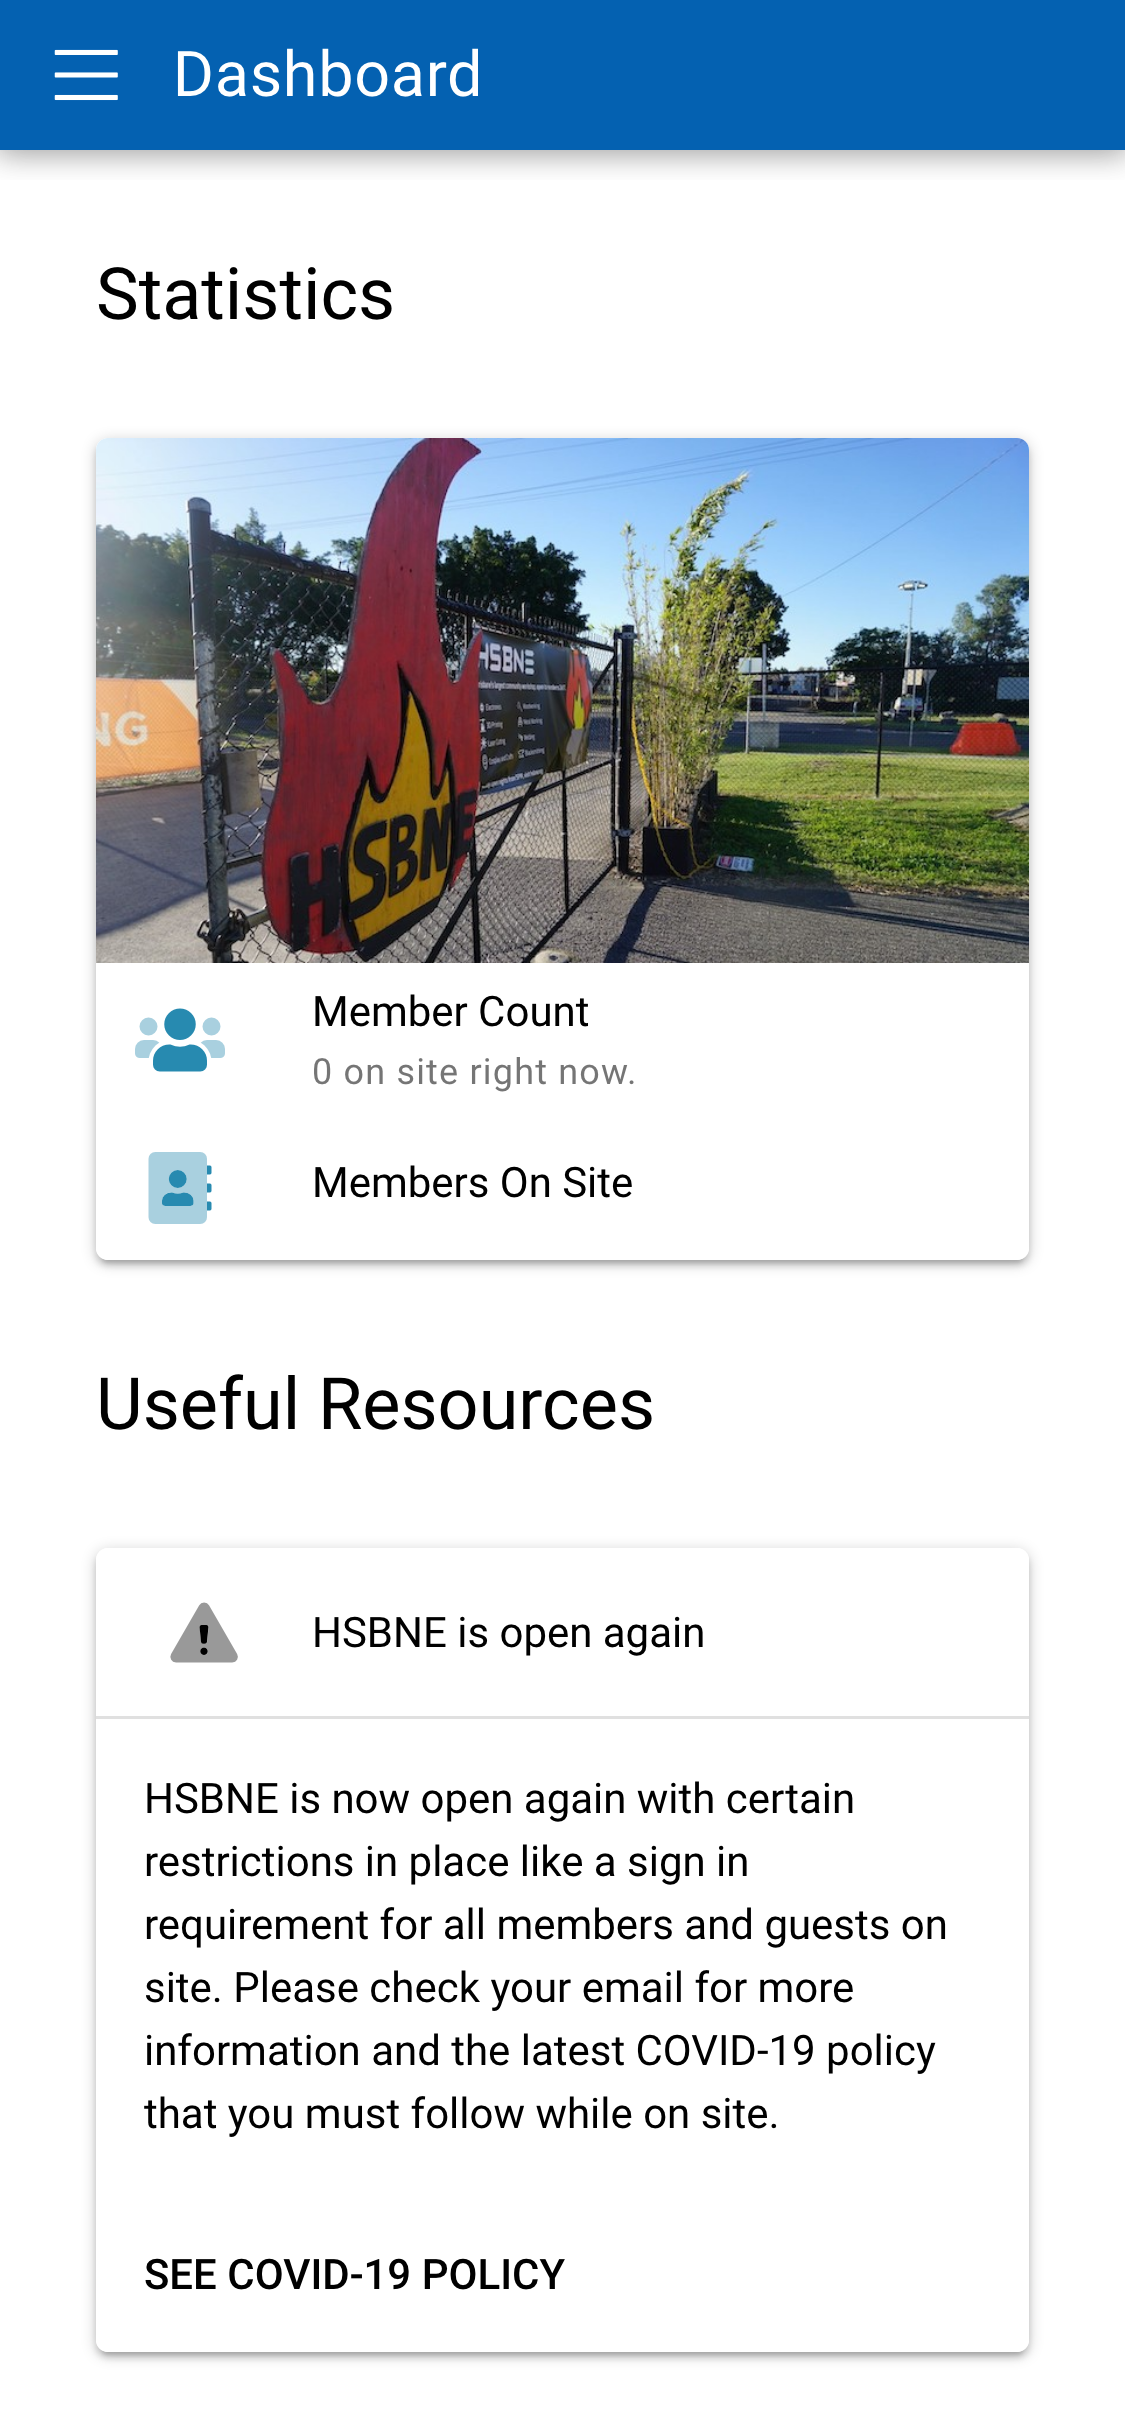 Dashboard
Statistics
NG
HSBNE
HSBNE
Member Count
0 on site right now.
Members On Site
Useful Resources
HSBNE is open again
HSBNE is now open again with certain
restrictions in place like a sign in
requirement for all members and guests on
site. Please check your email for more
information and the latest COVID-19 policy
that you must follow while on site.
SEE COVID-19 POLICY